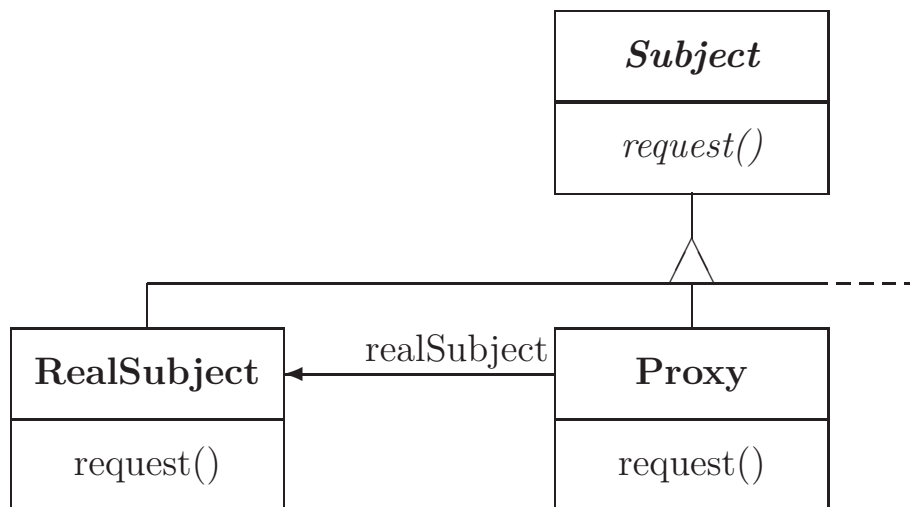 Subject
request()
realSubject
RealSubject
Proxy
request()
request()